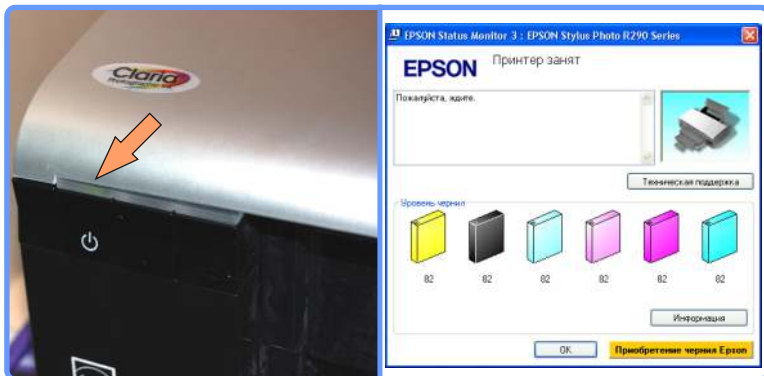 Claria
EPSON Status Monitor 3 : EPSON Stylus Photo R290 Series
EPSON
Принтер занят
Пожалуйста, ждите.
Техническая поддержка
Уровень чернил
82 82 82 82 82 82
Информация
OK
Приобретение чернил Epson